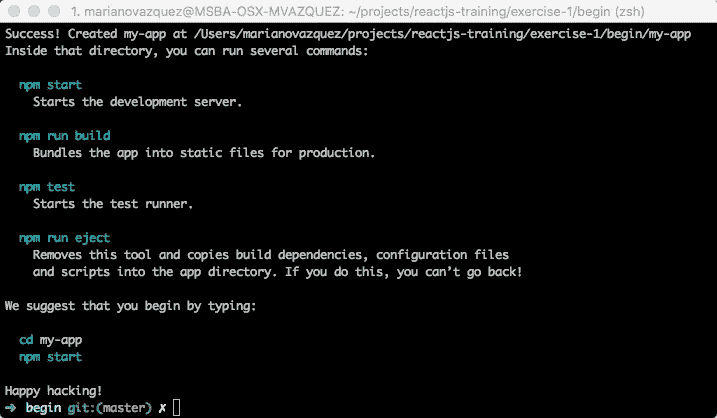 1. marianovazquez@MSBA-OSX-MVAZQUEZ: ~/projects/reactjs-training/exercise-1/begin (zsh)
Success! Created my-app at /Users/marianovazquez/projects/reactjs-training/exercise-1/begin/my-app
Inside that directory, you can run several commands:
npm start
Starts the development server.
npm run build
Bundles the app into static files for production.
npm test
Starts the test runner.
npm run eject
Removes this tool and copies build dependencies, configuration files
and scripts into the app directory. If you do this, you can’t go back!
We suggest that you begin by typing:
cd my-app
npm start
Happy hacking!
➜ begin git:(master) ✗